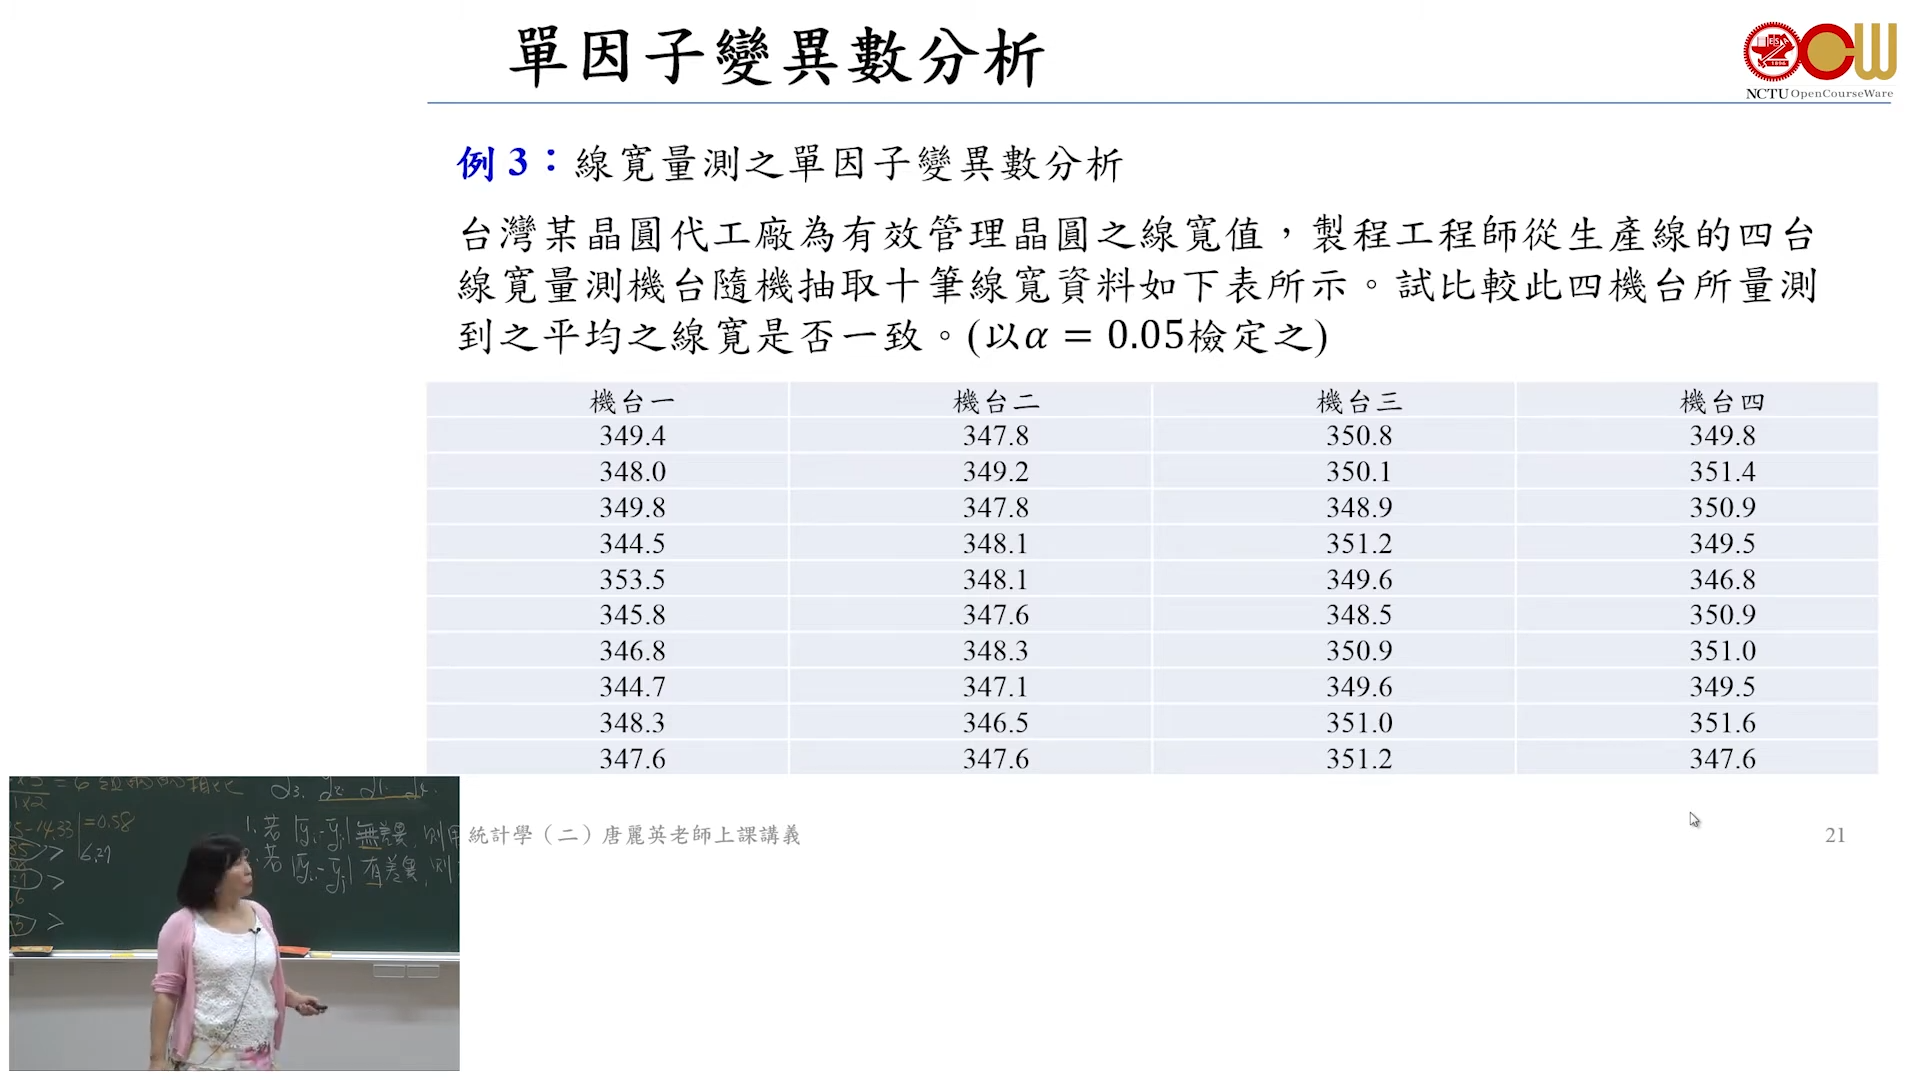 單因子變異數分析
NCTU OpenCourseWare
例 3：線寬量測之單因子變異數分析
台灣某晶圓代工廠為有效管理晶圓之線寬值，製程工程師從生產線的四台
線寬量測機台隨機抽取十筆線寬資料如下表所示。試比較此四機台所量測
到之平均之線寬是否一致。(以α = 0.05檢定之)
機台一 機台二 機台三 機台四
349.4 347.8 350.8 349.8
348.0 349.2 350.1 351.4
349.8 347.8 348.9 350.9
344.5 348.1 351.2 349.5
353.5 348.1 349.6 346.8
345.8 347.6 348.5 350.9
346.8 348.3 350.9 351.0
344.7 347.1 349.6 349.5
348.3 346.5 351.0 351.6
347.6 347.6 351.2 347.6
統計學（二）唐麗英老師上課講義
21
1. 若 |ȳi.-ȳj.| 無差異, 則用
若 |ȳi.-ȳj.| 有差異, 則